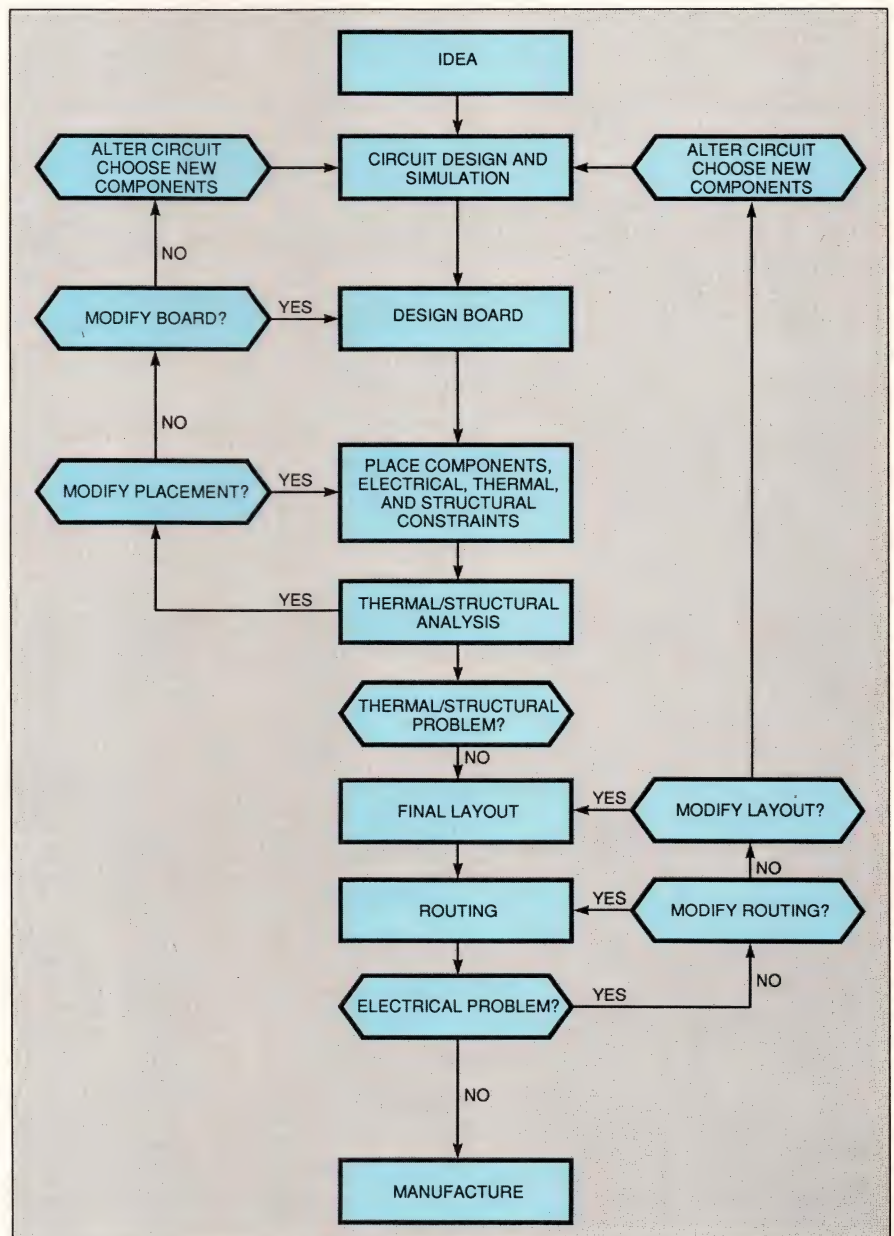 IDEA
ALTER CIRCUIT
CHOOSE NEW
COMPONENTS
CIRCUIT DESIGN AND
SIMULATION
ALTER CIRCUIT
CHOOSE NEW
COMPONENTS
NO
MODIFY BOARD?
YES
DESIGN BOARD
NO
MODIFY PLACEMENT?
YES
PLACE COMPONENTS,
ELECTRICAL, THERMAL,
AND STRUCTURAL
CONSTRAINTS
YES
THERMAL/STRUCTURAL
ANALYSIS
THERMAL/STRUCTURAL
PROBLEM?
NO
FINAL LAYOUT
YES
MODIFY LAYOUT?
NO
ROUTING
YES
MODIFY ROUTING?
NO
ELECTRICAL PROBLEM?
YES
NO
MANUFACTURE